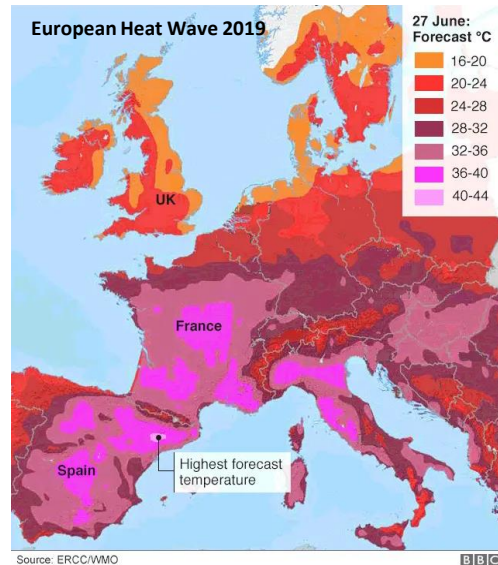 European Heat Wave 2019
27 June:
Forecast °C
16-20
20-24
24-28
28-32
32-36
36-40
40-44
UK
France
Spain
Highest forecast
temperature
Source: ERCC/WMO
BBC